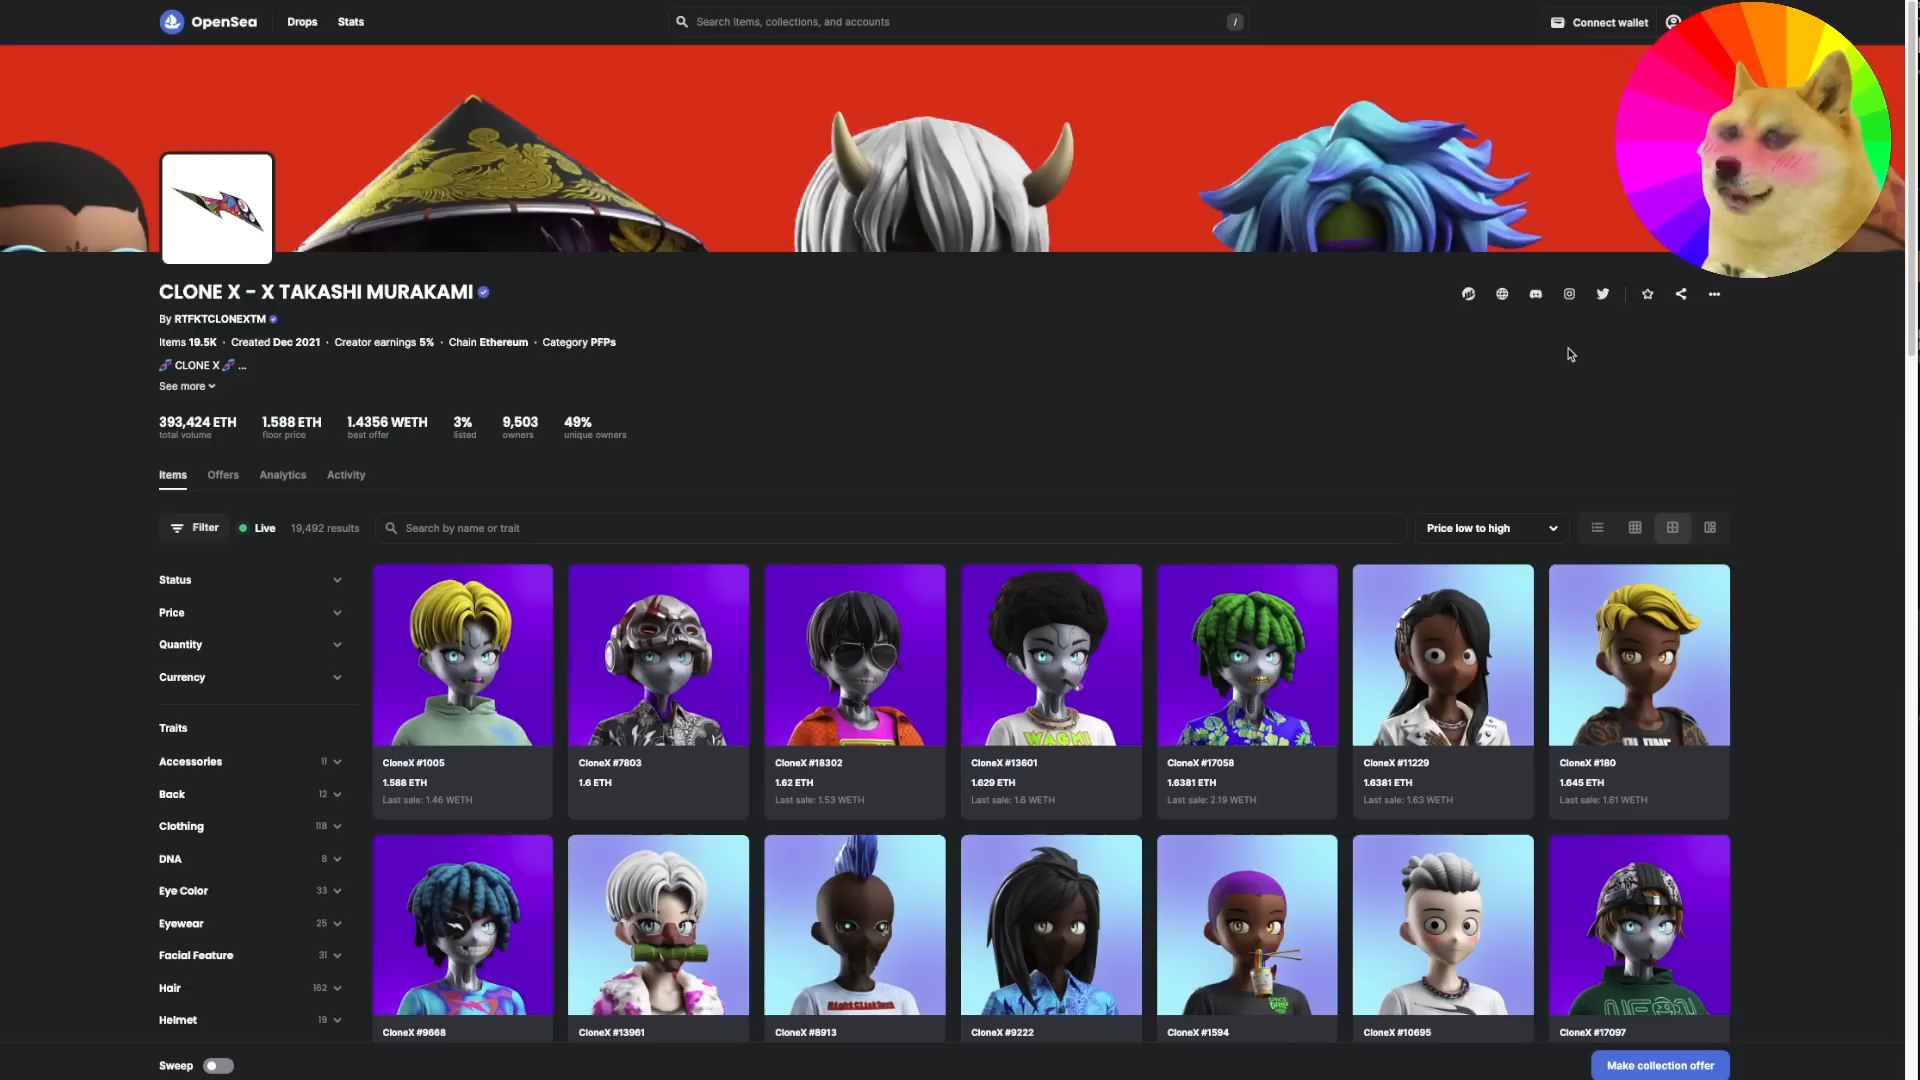 OpenSea
Drops
Stats
Search items, collections, and accounts
/
Connect wallet
CLONE X - X TAKASHI MURAKAMI
By RTFKTCLONEXTM
Items 19.5K · Created Dec 2021 · Creator earnings 5% · Chain Ethereum · Category PFPs
🧬 CLONE X 🧬 ...
See more
393,424 ETH
total volume
1.588 ETH
floor price
1.4356 WETH
best offer
3%
listed
9,503
owners
49%
unique owners
Items
Offers
Analytics
Activity
Filter
Live
19,492 results
Search by name or trait
Price low to high
Status
Price
Quantity
Currency
Traits
Accessories 11
Back 12
Clothing 118
DNA 8
Eye Color 33
Eyewear 25
Facial Feature 31
Hair 162
Helmet 19
WAGMI
CloneX #1005
1.588 ETH
Last sale: 1.46 WETH
CloneX #7803
1.6 ETH
CloneX #18302
1.62 ETH
Last sale: 1.53 WETH
CloneX #13601
1.629 ETH
Last sale: 1.6 WETH
CloneX #17058
1.6381 ETH
Last sale: 2.19 WETH
CloneX #11229
1.6381 ETH
Last sale: 1.63 WETH
CloneX #180
1.645 ETH
Last sale: 1.61 WETH
RightClickSave
CloneX #9668
CloneX #13961
CloneX #8913
CloneX #9222
CloneX #1594
CloneX #10695
CloneX #17097
Sweep
Make collection offer